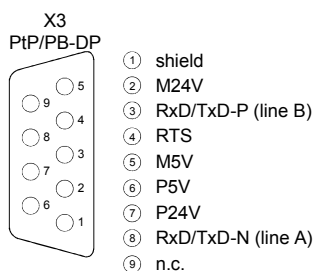 X3
PtP/PB-DP
5
9
4
8
3
7
2
6
1
1 shield
2 M24V
3 RxD/TxD-P (line B)
4 RTS
5 M5V
6 P5V
7 P24V
8 RxD/TxD-N (line A)
9 n.c.